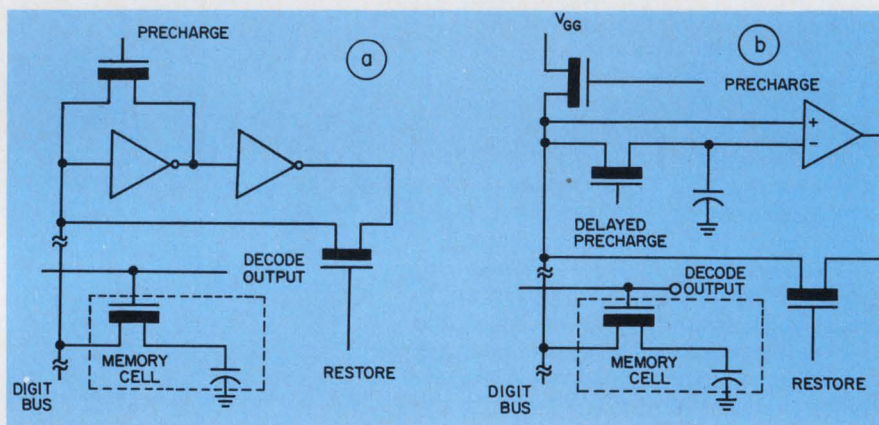 PRECHARGE
a
DECODE
OUTPUT
MEMORY
CELL
DIGIT
BUS
RESTORE
VGG
b
PRECHARGE
+
−
DELAYED
PRECHARGE
DECODE
OUTPUT
MEMORY
CELL
DIGIT
BUS
RESTORE